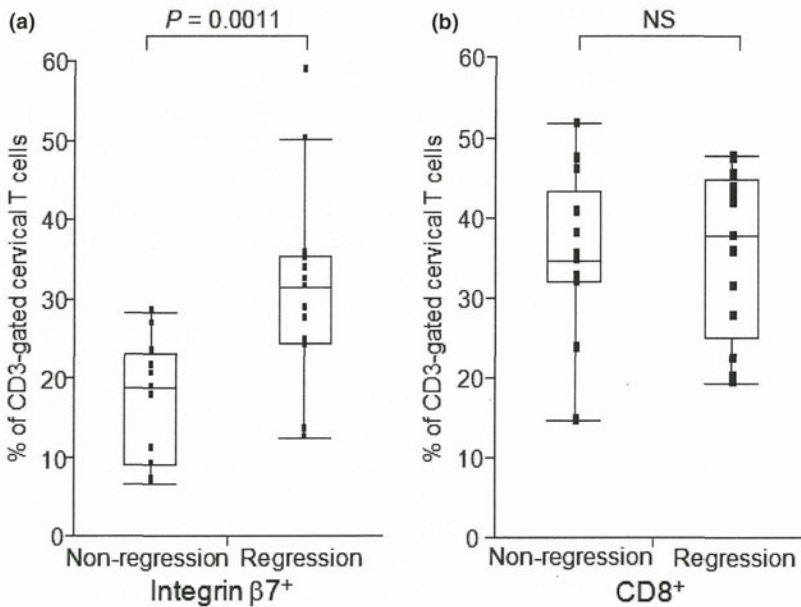 (a)
P = 0.0011
% of CD3-gated cervical T cells
60
50
40
30
20
10
0
Non-regression Regression
Integrin β7+
(b)
NS
% of CD3-gated cervical T cells
60
50
40
30
20
10
0
Non-regression Regression
CD8+